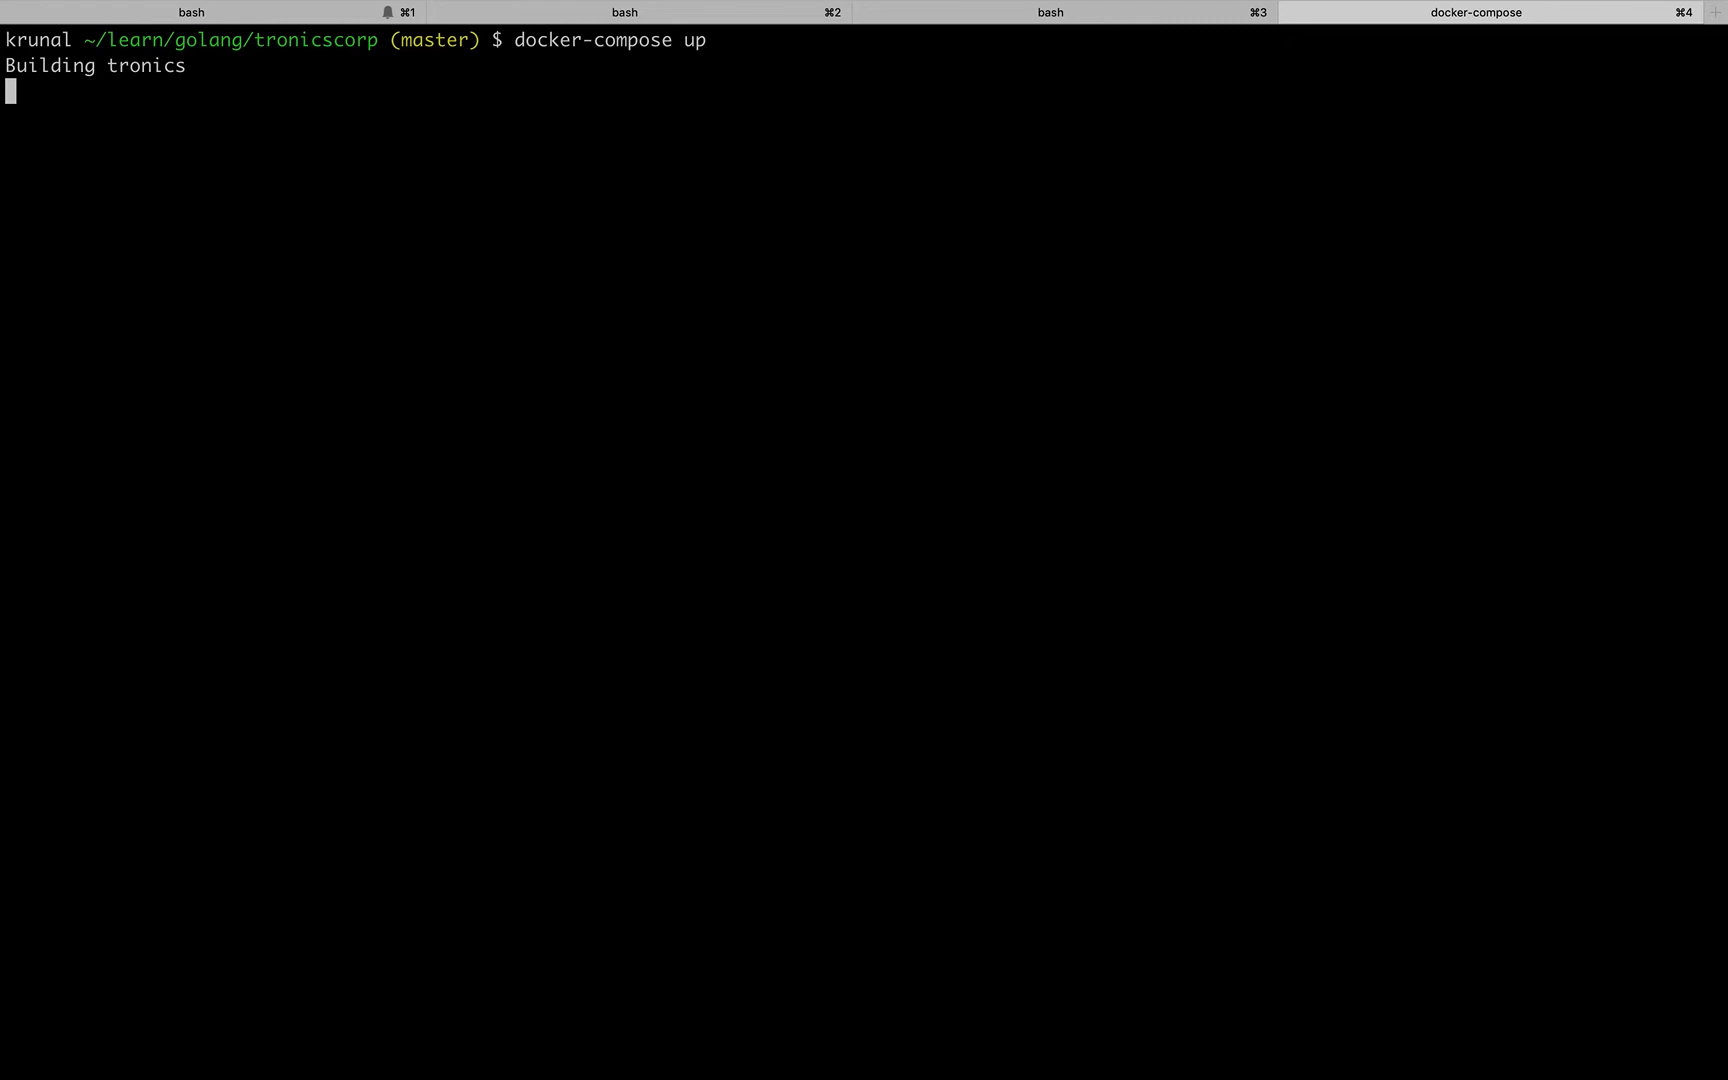 bash ⌘1 bash ⌘2 bash ⌘3 docker-compose ⌘4
krunal ~/learn/golang/tronicscorp (master) $ docker-compose up
Building tronics